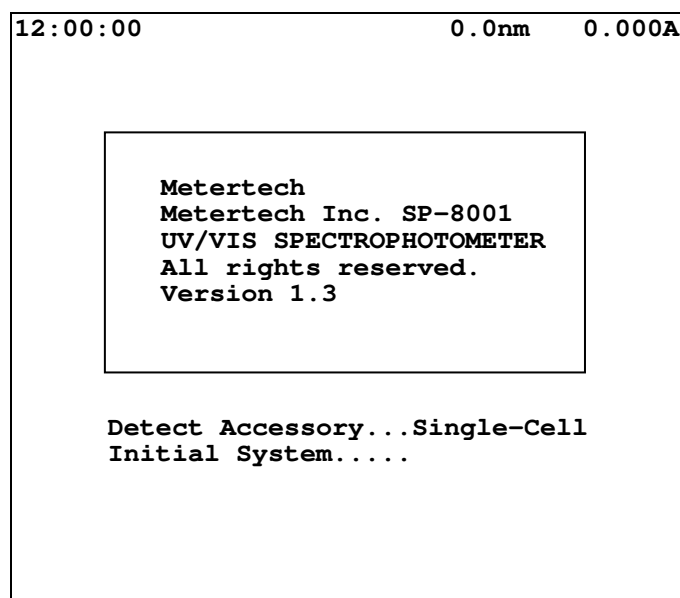 12:00:00 0.0nm 0.000A
Metertech
Metertech Inc. SP-8001
UV/VIS SPECTROPHOTOMETER
All rights reserved.
Version 1.3
Detect Accessory...Single-Cell
Initial System.....